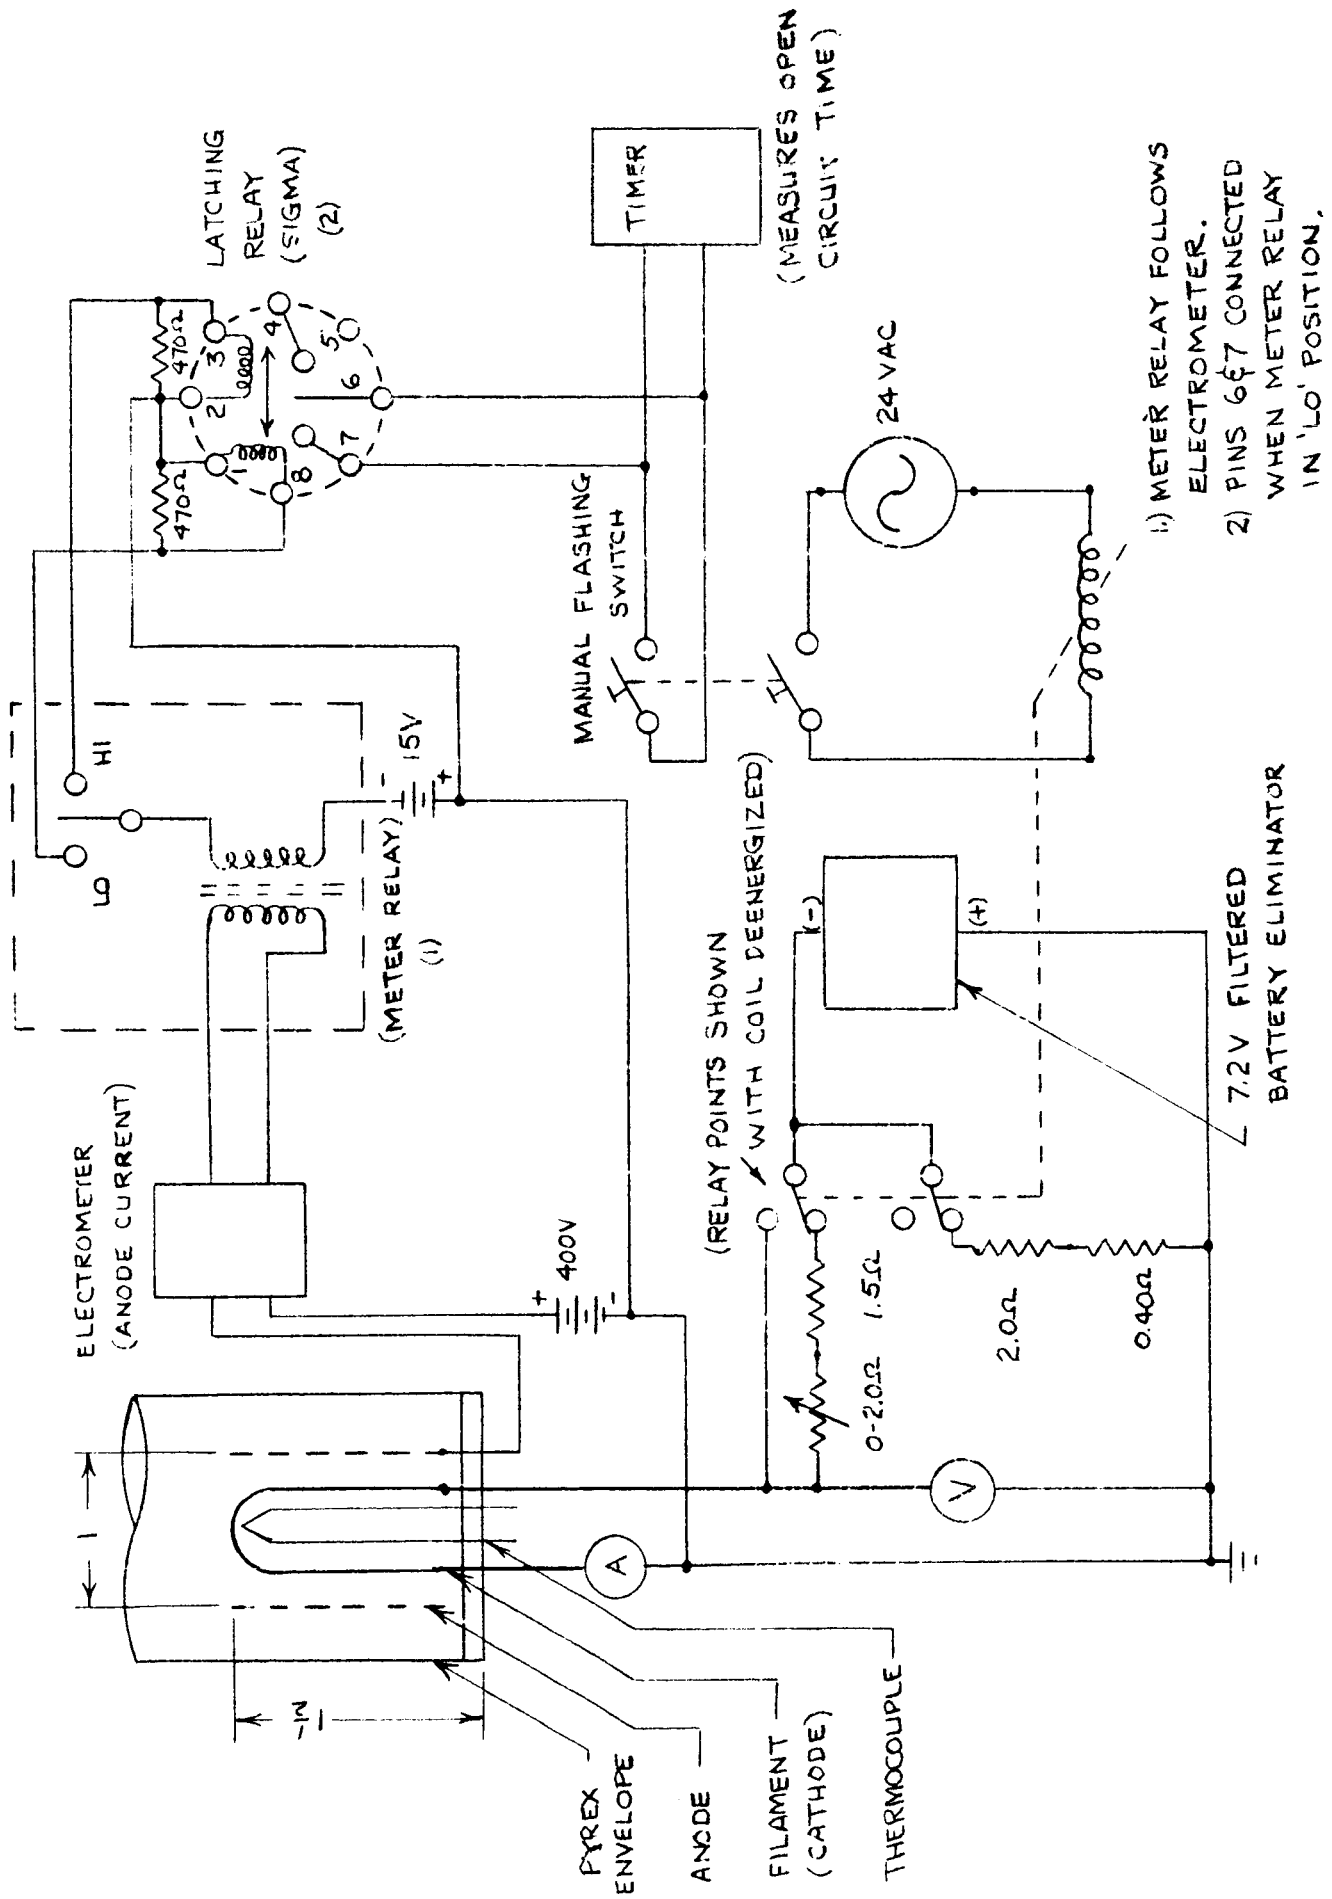 ELECTROMETER
(ANODE CURRENT)
LO
HI
(METER RELAY)
(1)
-
15V
+
LATCHING
RELAY
(SIGMA)
(2)
470Ω
470Ω
1
2
3
4
5
6
7
8
+
400V
-
1
PYREX
ENVELOPE
ANODE
FILAMENT
(CATHODE)
THERMOCOUPLE
A
V
MANUAL FLASHING
SWITCH
TIMER
(MEASURES OPEN
CIRCUIT TIME)
(RELAY POINTS SHOWN
WITH COIL DEENERGIZED)
0-2.0Ω
1.5Ω
2.0Ω
0.40Ω
(-)
(+)
24 VAC
7.2V FILTERED
BATTERY ELIMINATOR
1) METER RELAY FOLLOWS
ELECTROMETER.
2) PINS 6&7 CONNECTED
WHEN METER RELAY
IN 'LO' POSITION.